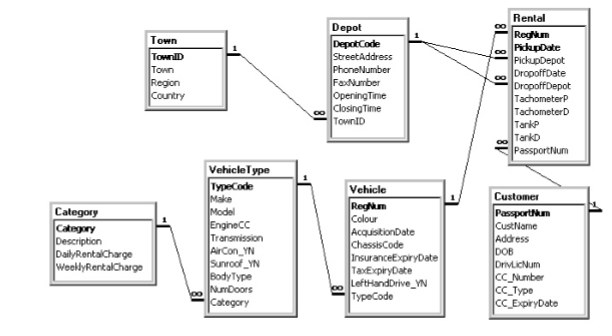 Town
TownID
Town
Region
Country
Depot
DepotCode
StreetAddress
PhoneNumber
FaxNumber
OpeningTime
ClosingTime
TownID
Rental
RegNum
PickupDate
PickupDepot
DropoffDate
DropoffDepot
TachometerP
TachometerD
TankP
TankD
PassportNum
Category
Category
Description
DailyRentalCharge
WeeklyRentalCharge
VehicleType
TypeCode
Make
Model
EngineCC
Transmission
AirCon_YN
Sunroof_YN
BodyType
NumDoors
Category
Vehicle
RegNum
Colour
AcquisitionDate
ChassisCode
InsuranceExpiryDate
TaxExpiryDate
LeftHandDrive_YN
TypeCode
Customer
PassportNum
CustName
Address
DOB
DrivLicNum
CC_Number
CC_Type
CC_ExpiryDate
1
∞
1
∞
∞
∞
∞
1
∞
1
∞
1
1